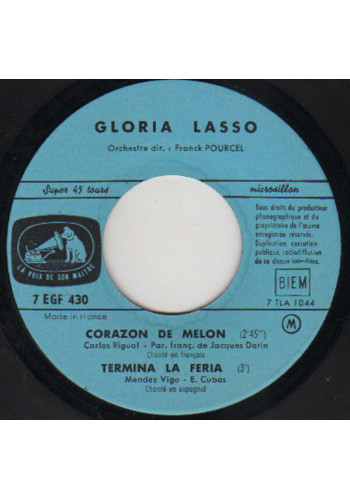 GLORIA LASSO
Orchestre dir. : Franck POURCEL
Super 45 tours
microsillon
Tous droits du producteur
phonographique et du
propriétaire de l'œuvre
enregistrée réservés.
Duplication, exécution
publique, radiodiffusion
de ce disque interdites.
LA VOIX DE SON MAITRE
BIEM
7 EGF 430
7 TLA 1044
Made in France
M
CORAZON DE MELON (2'45")
Carlos Rigual - Par. franç. de Jacques Datin
Chanté en français
TERMINA LA FERIA (3')
Mendez Vigo - E. Cubas
Chanté en espagnol